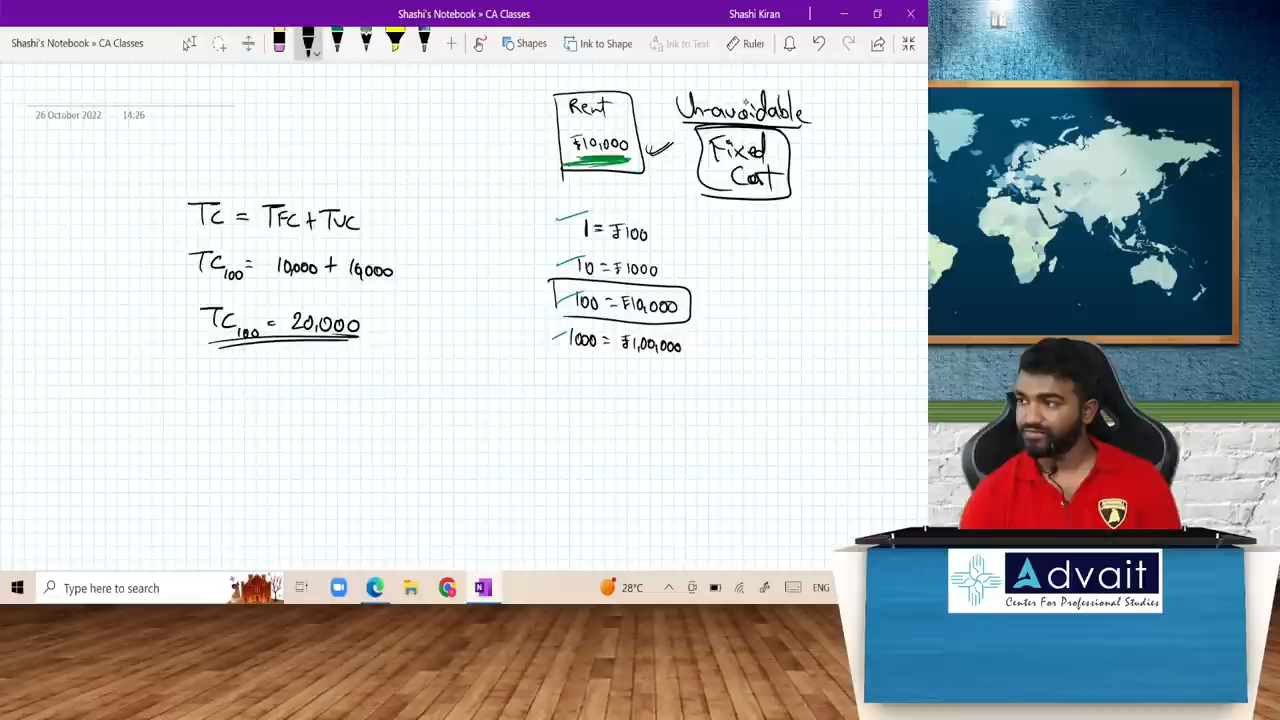 Shashi's Notebook » CA Classes
Shashi Kiran
Shashi's Notebook » CA Classes
Shapes
Ink to Shape
Ink to Text
Ruler
26 October 2022 14:26
Rent
₹10,000
Unavoidable
Fixed
Cost
TC = TFC + TVC
TC100 = 10,000 + 10,000
TC100 = 20,000
1 = ₹100
10 = ₹1000
100 = ₹10,000
1000 = ₹1,00,000
Type here to search
28°C
ENG
Advait
Center For Professional Studies